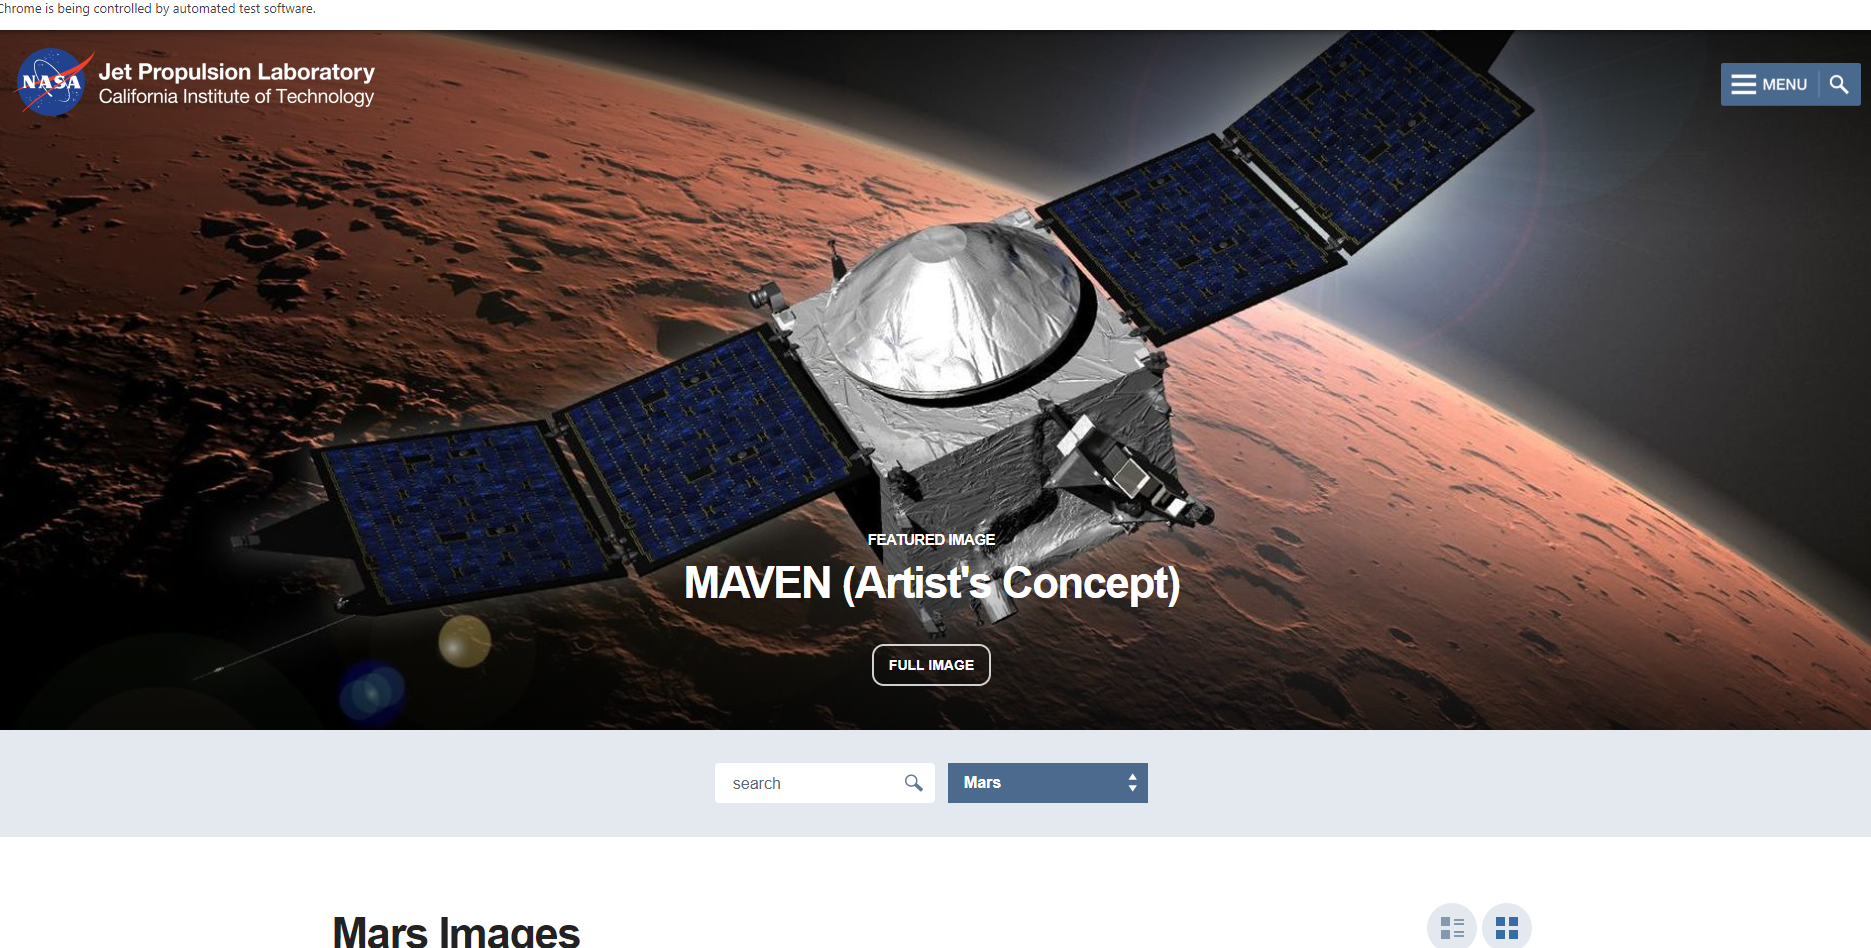 Chrome is being controlled by automated test software.
NASA
Jet Propulsion Laboratory
California Institute of Technology
MENU
FEATURED IMAGE
MAVEN (Artist's Concept)
FULL IMAGE
search
Mars
Mars Images